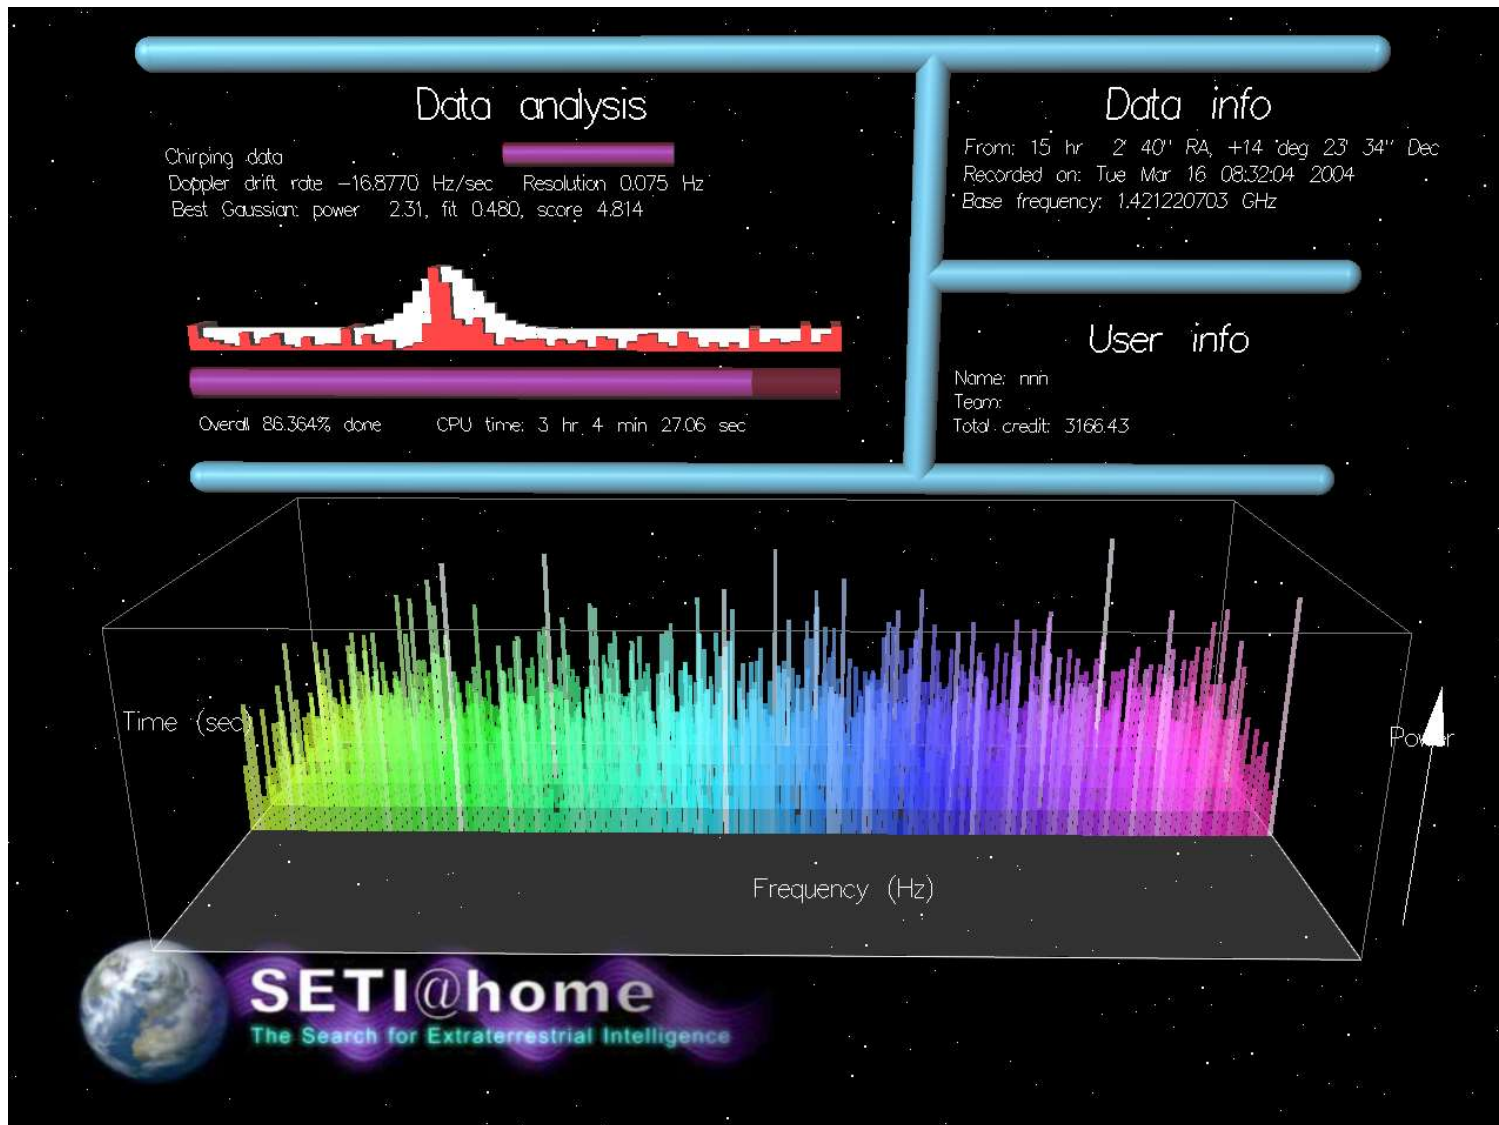 Data analysis
Chirping data
Doppler drift rate -16.8770 Hz/sec Resolution 0.075 Hz
Best Gaussian: power 2.31, fit 0.480, score 4.814
Overall 86.364% done CPU time: 3 hr 4 min 27.06 sec
Data info
From: 15 hr 2' 40'' RA, +14 deg 23' 34'' Dec
Recorded on: Tue Mar 16 08:32:04 2004
Base frequency: 1.421220703 GHz
User info
Name: nnn
Team:
Total credit: 3166.43
Time (sec)
Power
Frequency (Hz)
SETI@home
The Search for Extraterrestrial Intelligence